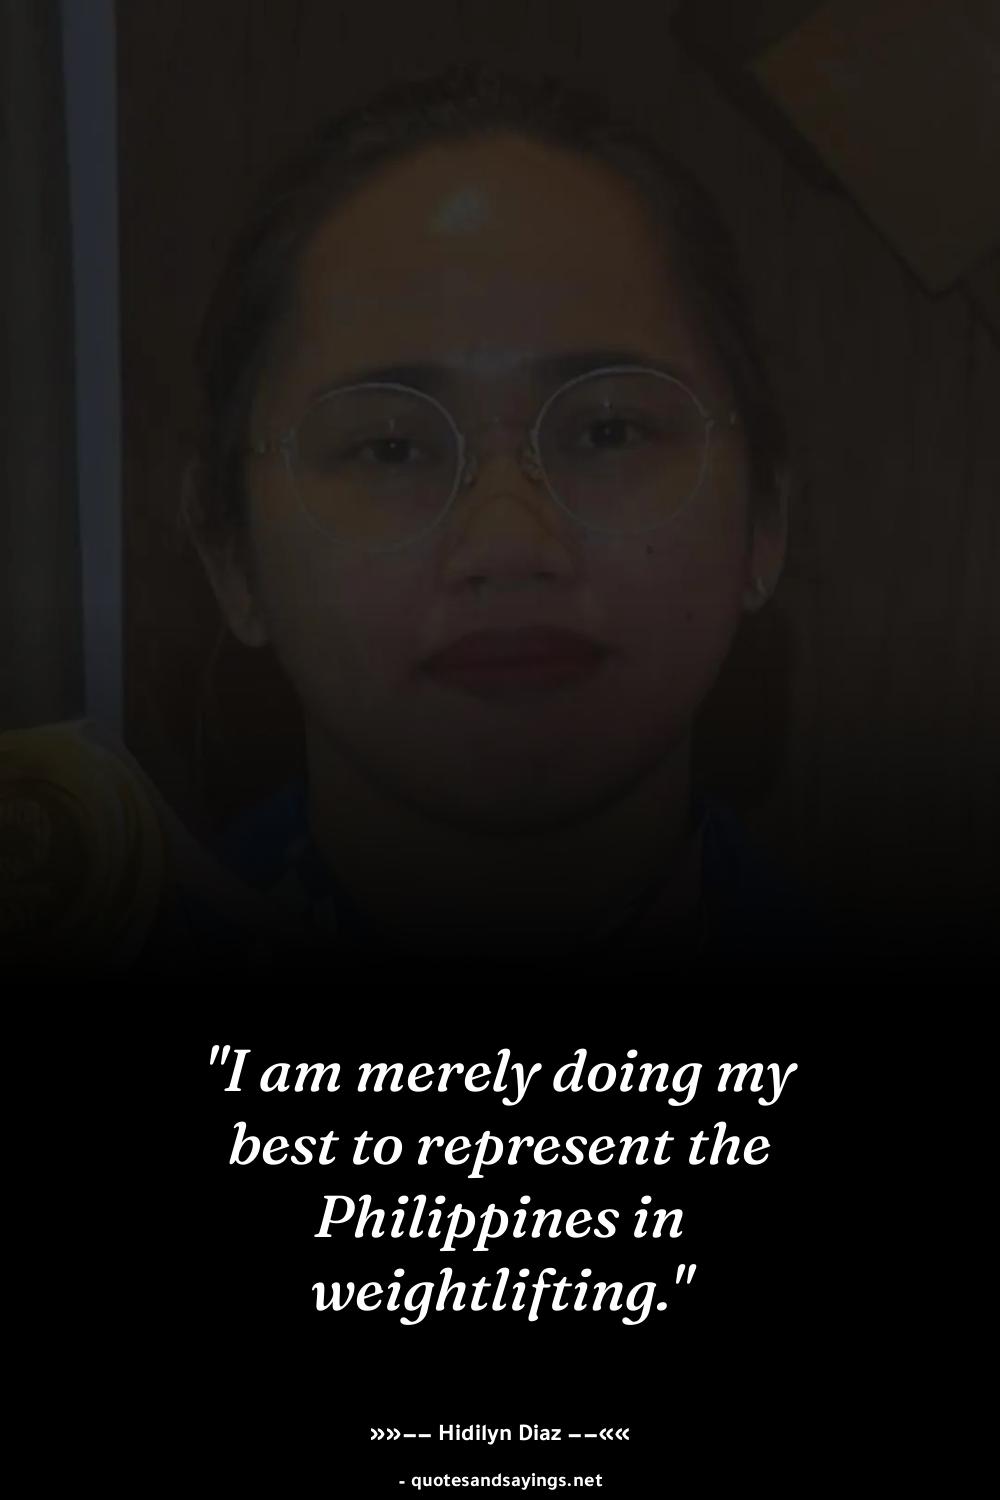 "I am merely doing my
best to represent the
Philippines in
weightlifting."
»»–– Hidilyn Diaz ––««
- quotesandsayings.net